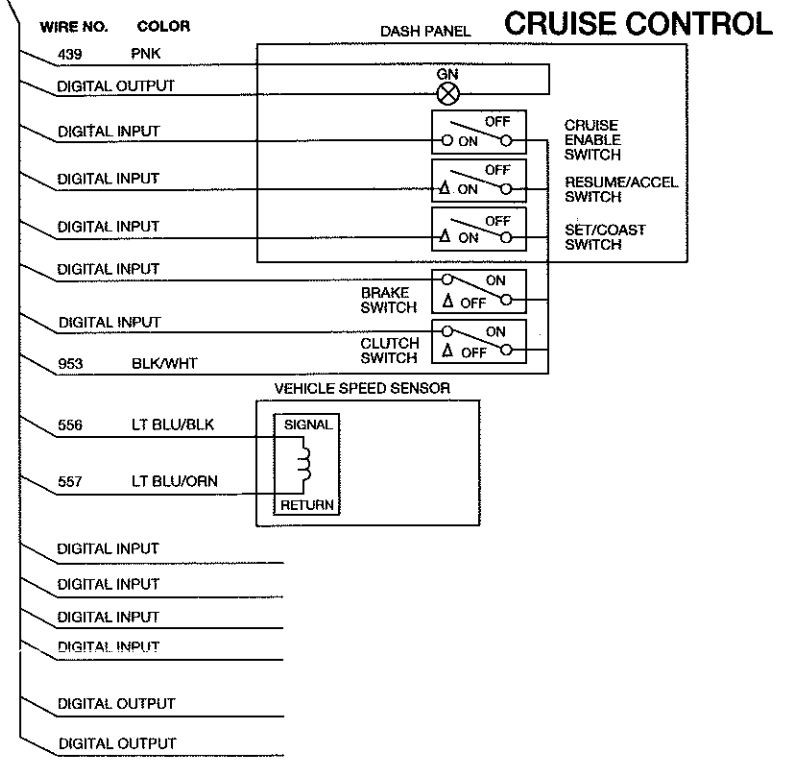 CRUISE CONTROL
WIRE NO. COLOR
DASH PANEL
439 PNK
GN
DIGITAL OUTPUT
OFF
DIGITAL INPUT
ON
CRUISE
ENABLE
SWITCH
OFF
DIGITAL INPUT
Δ ON
RESUME/ACCEL
SWITCH
OFF
DIGITAL INPUT
Δ ON
SET/COAST
SWITCH
DIGITAL INPUT
ON
BRAKE
SWITCH
Δ OFF
DIGITAL INPUT
ON
CLUTCH
SWITCH
Δ OFF
953 BLK/WHT
VEHICLE SPEED SENSOR
556 LT BLU/BLK
SIGNAL
557 LT BLU/ORN
RETURN
DIGITAL INPUT
DIGITAL INPUT
DIGITAL INPUT
DIGITAL INPUT
DIGITAL OUTPUT
DIGITAL OUTPUT